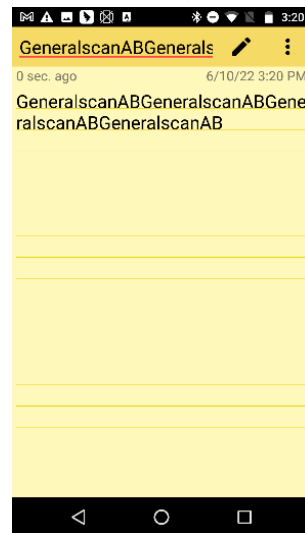 3:20
GeneralscanABGenerals
0 sec. ago 6/10/22 3:20 PM
GeneralscanABGeneralscanABGene
ralscanABGeneralscanAB